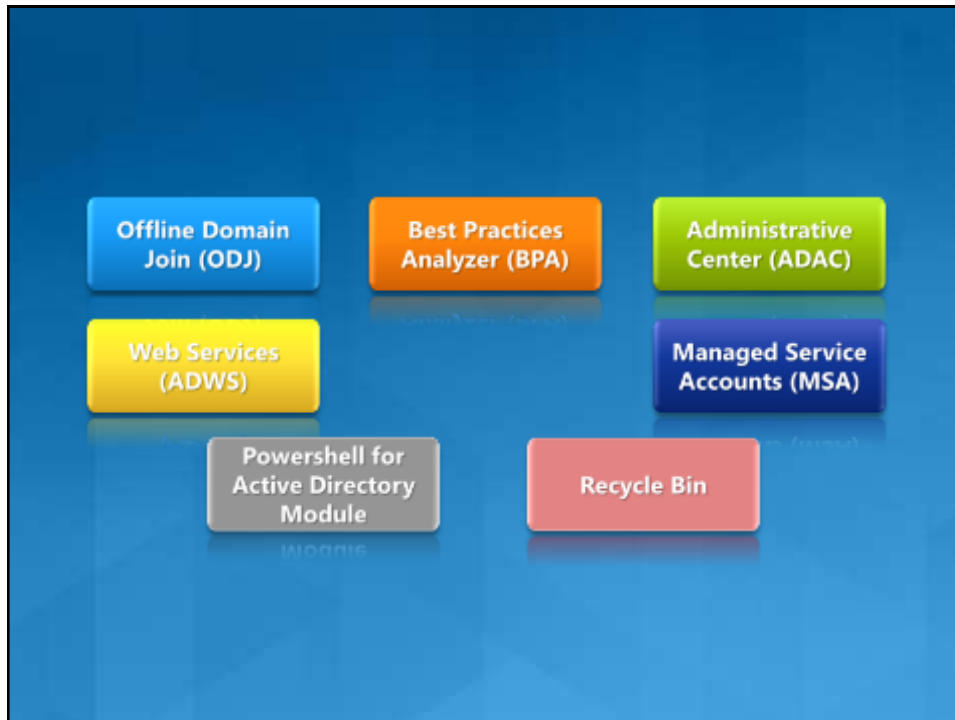 Offline Domain
Join (ODJ)
Best Practices
Analyzer (BPA)
Administrative
Center (ADAC)
Web Services
(ADWS)
Managed Service
Accounts (MSA)
Powershell for
Active Directory
Module
Recycle Bin